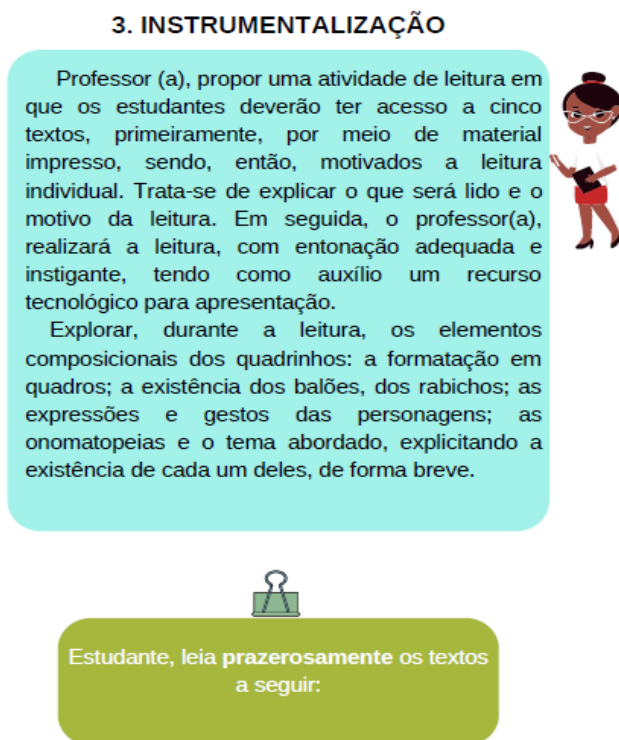 3. INSTRUMENTALIZAÇÃO
Professor (a), propor uma atividade de leitura em
que os estudantes deverão ter acesso a cinco
textos, primeiramente, por meio de material
impresso, sendo, então, motivados a leitura
individual. Trata-se de explicar o que será lido e o
motivo da leitura. Em seguida, o professor(a),
realizará a leitura, com entonação adequada e
instigante, tendo como auxílio um recurso
tecnológico para apresentação.
Explorar, durante a leitura, os elementos
composicionais dos quadrinhos: a formatação em
quadros; a existência dos balões, dos rabichos; as
expressões e gestos das personagens; as
onomatopeias e o tema abordado, explicitando a
existência de cada um deles, de forma breve.
Estudante, leia prazerosamente os textos
a seguir: